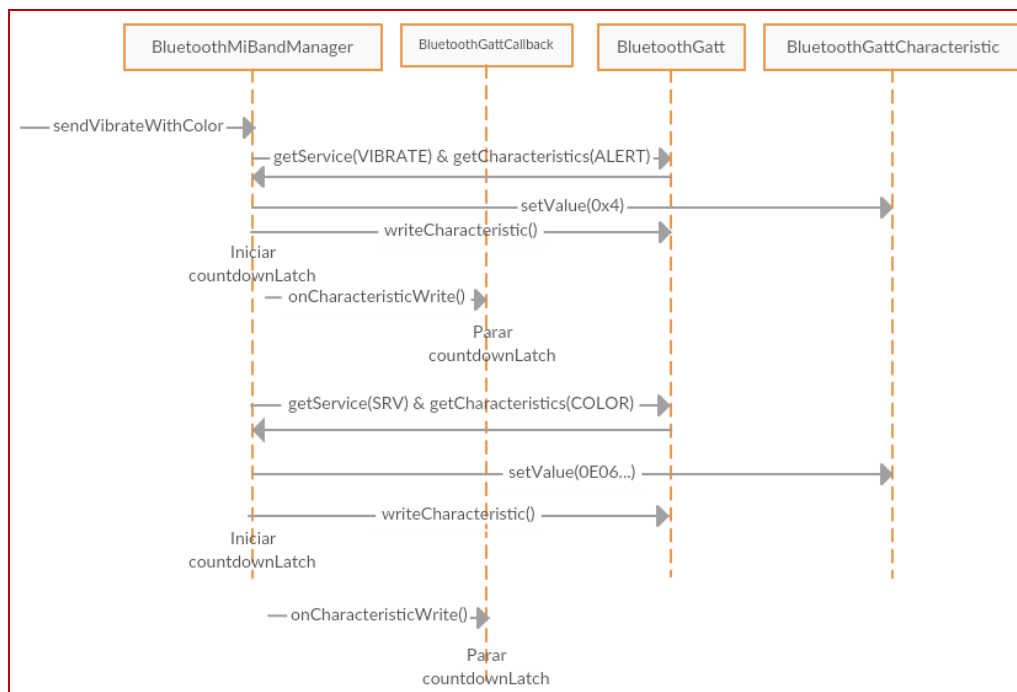 BluetoothMiBandManager
BluetoothGattCallback
BluetoothGatt
BluetoothGattCharacteristic
sendVibrateWithColor
getService(VIBRATE) & getCharacteristics(ALERT)
setValue(0x4)
writeCharacteristic()
Iniciar
countdownLatch
onCharacteristicWrite()
Parar
countdownLatch
getService(SRV) & getCharacteristics(COLOR)
setValue(0E06...)
writeCharacteristic()
Iniciar
countdownLatch
onCharacteristicWrite()
Parar
countdownLatch